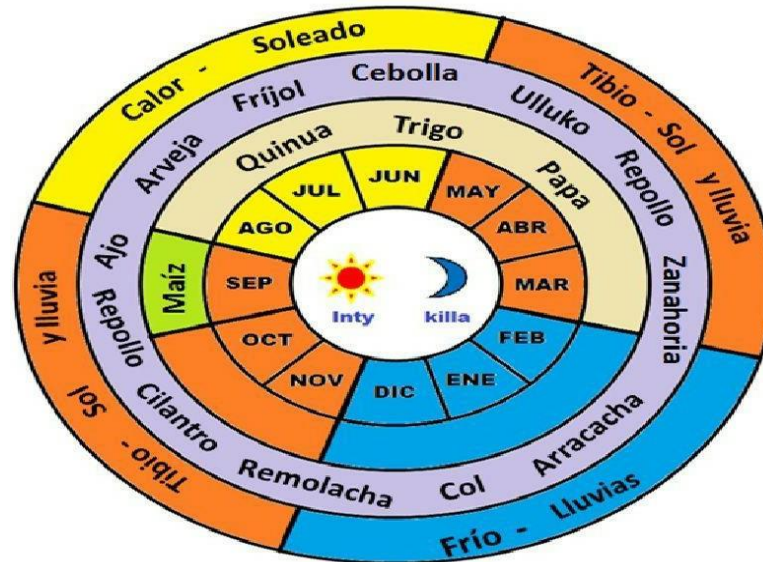 Calor - Soleado
Tibio - Sol y lluvia
Frío - Lluvias
Tibio - Sol y lluvia
Cebolla
Ulluko
Repollo
Zanahoria
Arracacha
Col
Remolacha
Cilantro
Repollo
Ajo
Arveja
Fríjol
Quinua
Trigo
Papa
Maíz
JUN
MAY
ABR
MAR
FEB
ENE
DIC
NOV
OCT
SEP
AGO
JUL
Inty
killa